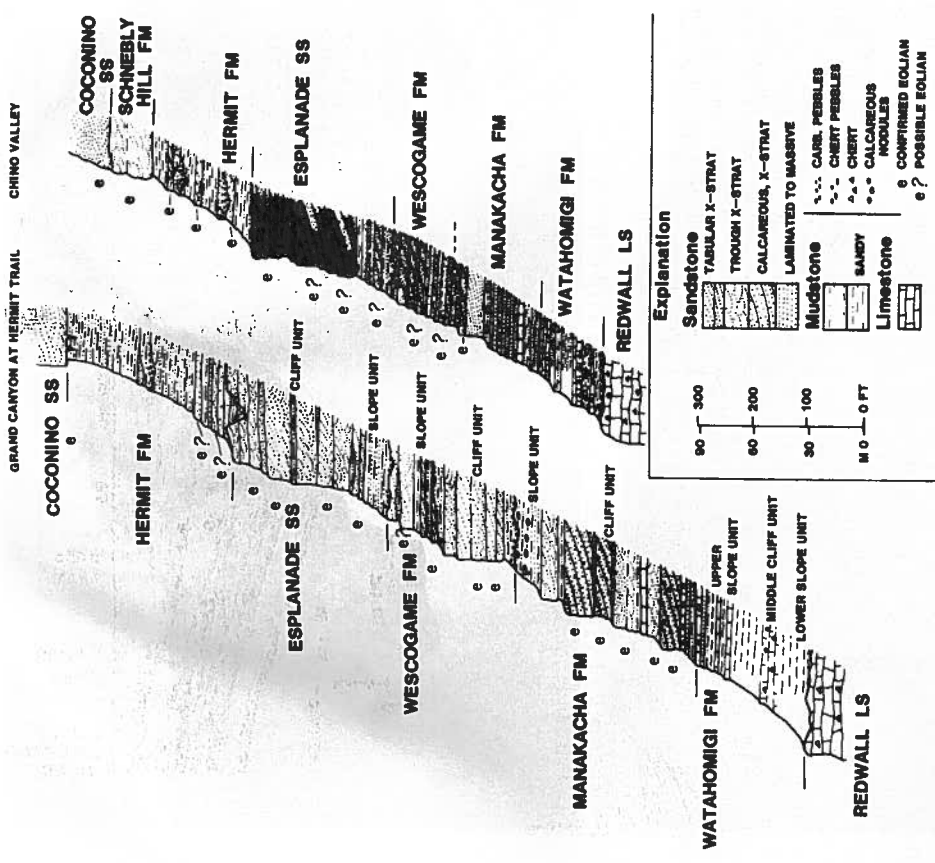 GRAND CANYON AT HERMIT TRAIL
COCONINO SS
e
HERMIT FM
e?
e?
e
e
e
e
ESPLANADE SS
CLIFF UNIT
SLOPE UNIT
e?
WESCOGAME FM
SLOPE UNIT
e
CLIFF UNIT
e
e
SLOPE UNIT
MANAKACHA FM
e
e
e
e
CLIFF UNIT
WATAHOMIGI FM
UPPER
SLOPE UNIT
MIDDLE CLIFF UNIT
LOWER SLOPE UNIT
REDWALL LS
CHINO VALLEY
COCONINO
SS
e
SCHNEBLY
HILL FM
e
HERMIT FM
e
e
e
ESPLANADE SS
e
e?
e?
e?
WESCOGAME FM
e?
e?
e
MANAKACHA FM
WATAHOMIGI FM
REDWALL LS
Explanation
Sandstone
TABULAR X-STRAT
TROUGH X-STRAT
CALCAREOUS, X-STRAT
LAMINATED TO MASSIVE
Mudstone
SANDY
Limestone
CARB. PEBBLES
CHERT PEBBLES
CHERT
CALCAREOUS
NODULES
e CONFIRMED EOLIAN
e? POSSIBLE EOLIAN
90 300
60 200
30 100
M 0 0 FT